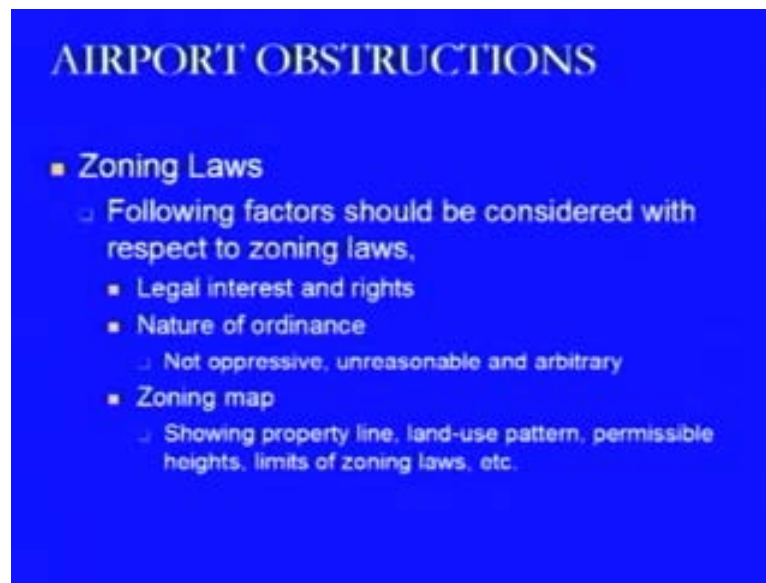 AIRPORT OBSTRUCTIONS
Zoning Laws
Following factors should be considered with
respect to zoning laws,
Legal interest and rights
Nature of ordinance
Not oppressive, unreasonable and arbitrary
Zoning map
Showing property line, land-use pattern, permissible
heights, limits of zoning laws, etc.